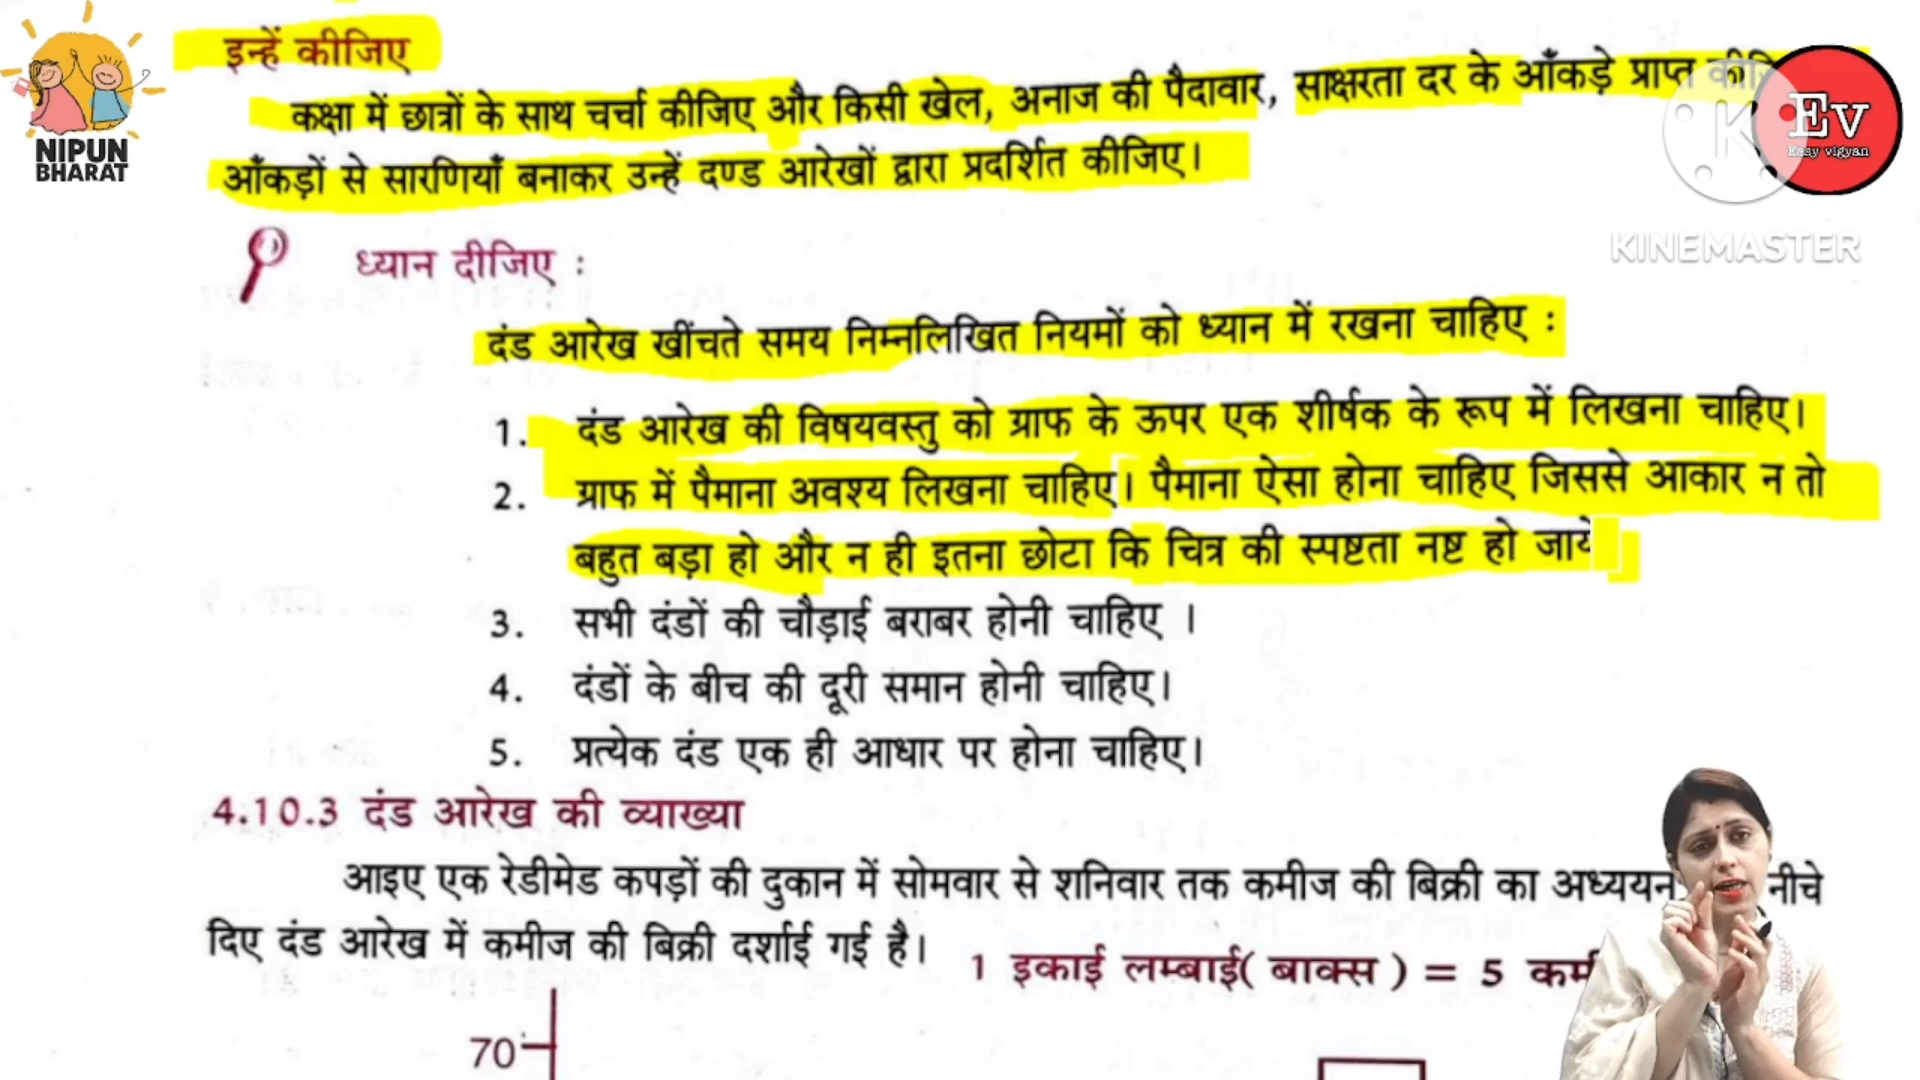 इन्हें कीजिए
कक्षा में छात्रों के साथ चर्चा कीजिए और किसी खेल, अनाज की पैदावार, साक्षरता दर के आँकड़े प्राप्त
आँकड़ों से सारणियाँ बनाकर उन्हें दण्ड आरेखों द्वारा प्रदर्शित कीजिए।
NIPUN
BHARAT
K
Ev
Easy vigyan
KINEMASTER
ध्यान दीजिए :
दंड आरेख खींचते समय निम्नलिखित नियमों को ध्यान में रखना चाहिए :
1. दंड आरेख की विषयवस्तु को ग्राफ के ऊपर एक शीर्षक के रूप में लिखना चाहिए।
2. ग्राफ में पैमाना अवश्य लिखना चाहिए। पैमाना ऐसा होना चाहिए जिससे आकार न तो
बहुत बड़ा हो और न ही इतना छोटा कि चित्र की स्पष्टता नष्ट हो जाये
3. सभी दंडों की चौड़ाई बराबर होनी चाहिए ।
4. दंडों के बीच की दूरी समान होनी चाहिए।
5. प्रत्येक दंड एक ही आधार पर होना चाहिए।
4.10.3 दंड आरेख की व्याख्या
आइए एक रेडीमेड कपड़ों की दुकान में सोमवार से शनिवार तक कमीज की बिक्री का अध्ययन नीचे
दिए दंड आरेख में कमीज की बिक्री दर्शाई गई है।
1 इकाई लम्बाई( बाक्स ) = 5
70